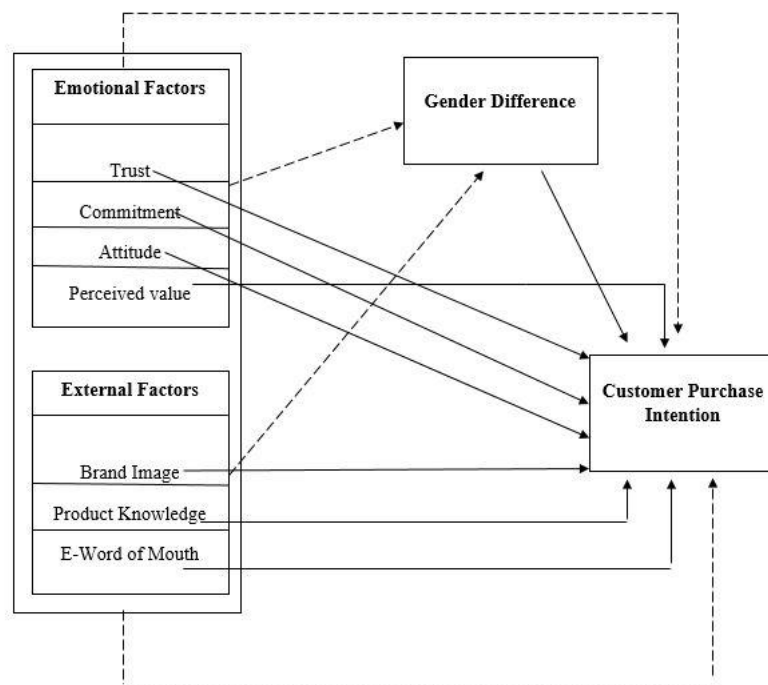 Emotional Factors
Trust
Commitment
Attitude
Perceived value
Gender Difference
Customer Purchase
Intention
External Factors
Brand Image
Product Knowledge
E-Word of Mouth